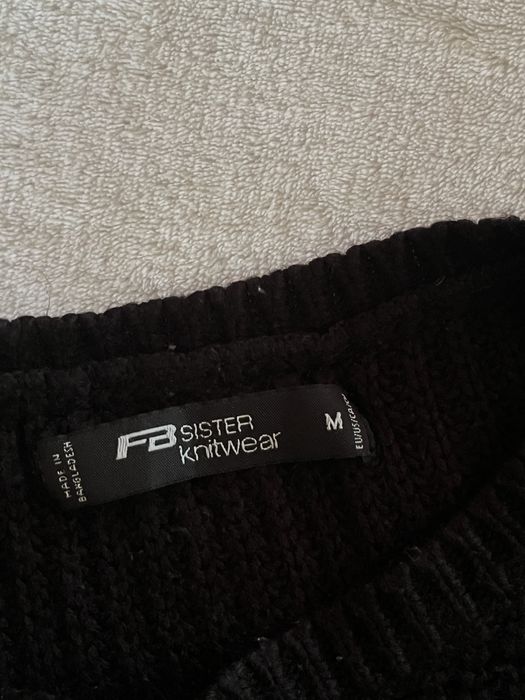 MADE IN
BANGLADESH
FB SISTER
knitwear
M